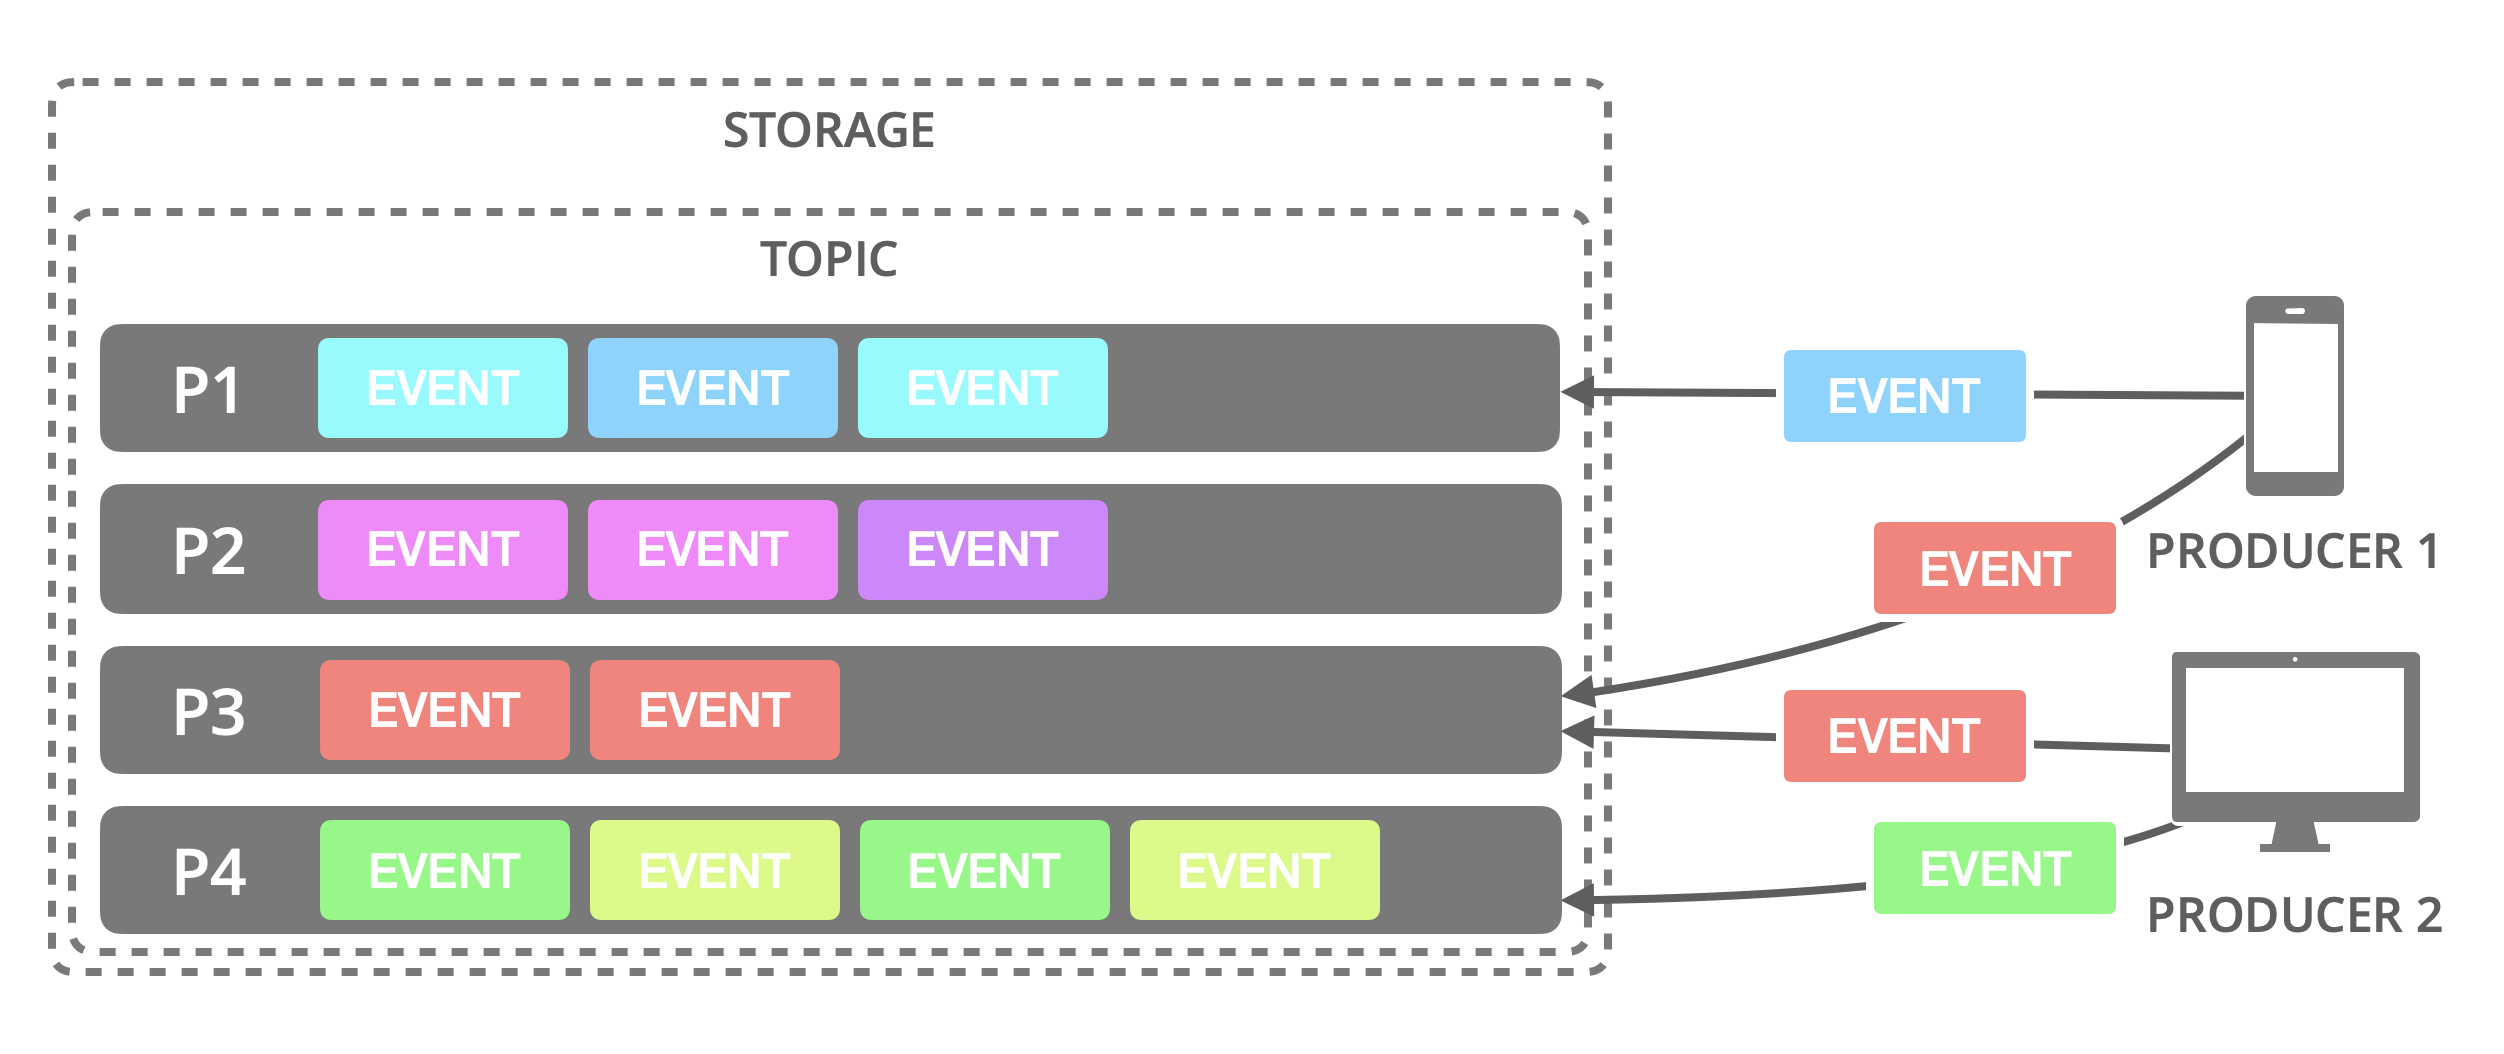 STORAGE
TOPIC
P1 EVENT EVENT EVENT
P2 EVENT EVENT EVENT
P3 EVENT EVENT
P4 EVENT EVENT EVENT EVENT
EVENT
EVENT
PRODUCER 1
EVENT
EVENT
PRODUCER 2